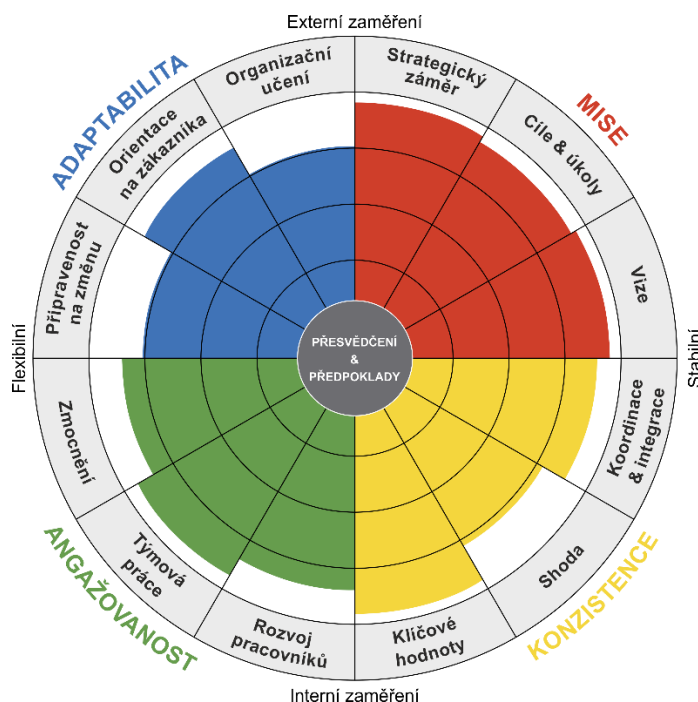 Externí zaměření
ADAPTABILITA
Organizační
učení
Strategický
záměr
MISE
Orientace
na zákazníka
Cíle & úkoly
Připravenost
na změnu
Vize
Flexibilní
PŘESVĚDČENÍ
&
PŘEDPOKLADY
Stabilní
Zmocnění
Koordinace
& integrace
Týmová
práce
Shoda
ANGAŽOVANOST
Rozvoj
pracovníků
Klíčové
hodnoty
KONZISTENCE
Interní zaměření